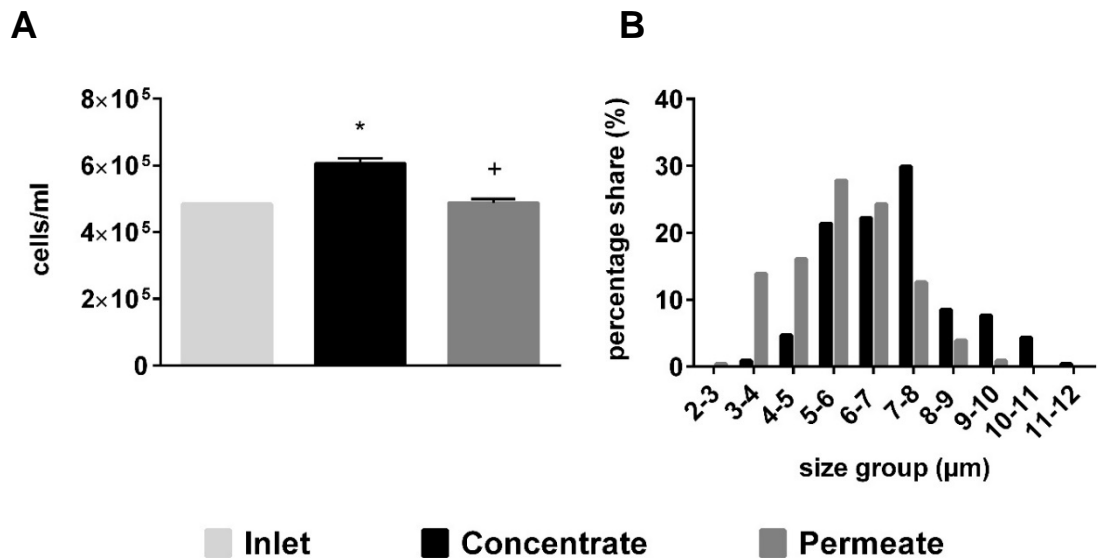 A
B
8×10⁵
6×10⁵
4×10⁵
2×10⁵
0
cells/ml
*
+
40
30
20
10
0
percentage share (%)
2-3
3-4
4-5
5-6
6-7
7-8
8-9
9-10
10-11
11-12
size group (µm)
Inlet
Concentrate
Permeate